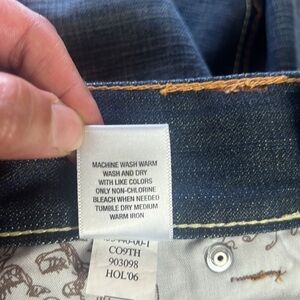 MACHINE WASH WARM
WASH AND DRY
WITH LIKE COLORS
ONLY NON-CHLORINE
BLEACH WHEN NEEDED
TUMBLE DRY MEDIUM
WARM IRON
CO9TH
903098
HOL'06